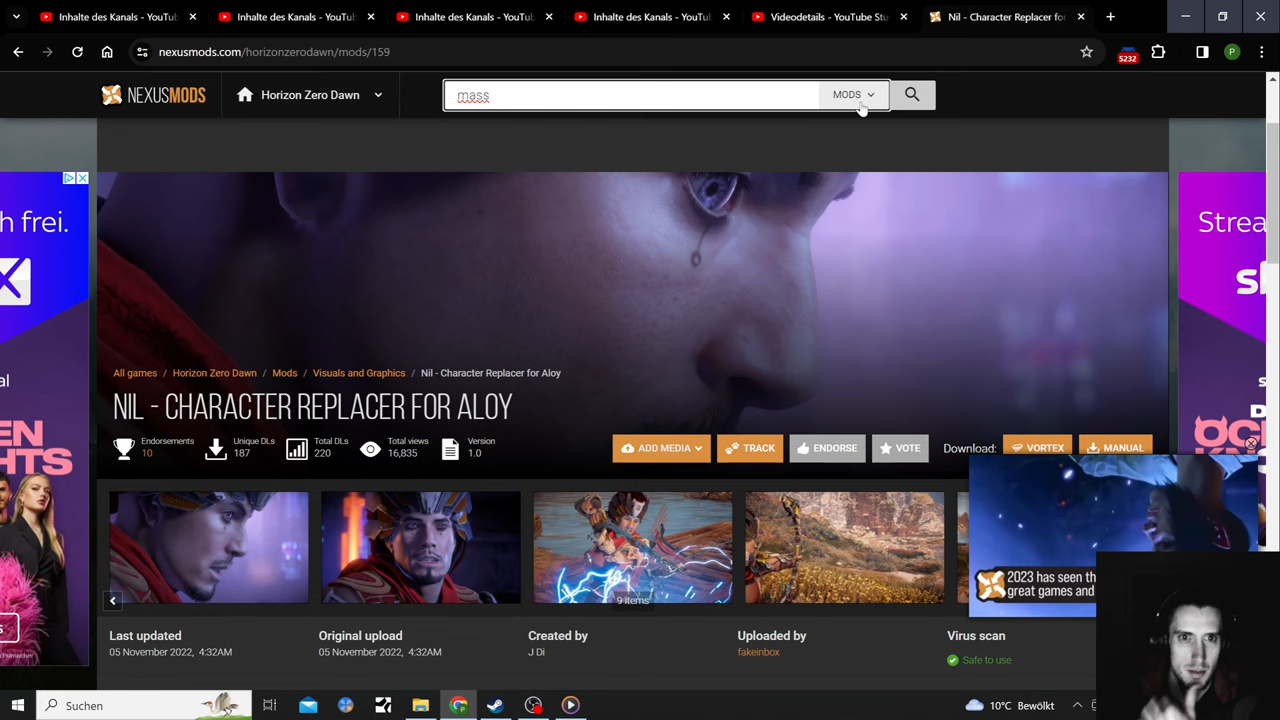 Inhalte des Kanals - YouTub
Inhalte des Kanals - YouTub
Inhalte des Kanals - YouTub
Inhalte des Kanals - YouTub
Videodetails - YouTube Stu
Nil - Character Replacer for
nexusmods.com/horizonzerodawn/mods/159
5232
P
NEXUSMODS
Horizon Zero Dawn
mass
MODS
h frei.
Strea
All games / Horizon Zero Dawn / Mods / Visuals and Graphics / Nil - Character Replacer for Aloy
NIL - CHARACTER REPLACER FOR ALOY
Endorsements
10
Unique DLs
187
Total DLs
220
Total views
16,835
Version
1.0
ADD MEDIA
TRACK
ENDORSE
VOTE
Download:
VORTEX
MANUAL
9 items
2023 has seen th
great games and
Last updated
05 November 2022, 4:32AM
Original upload
05 November 2022, 4:32AM
Created by
J Di
Uploaded by
fakeinbox
Virus scan
Safe to use
Suchen
10°C Bewölkt